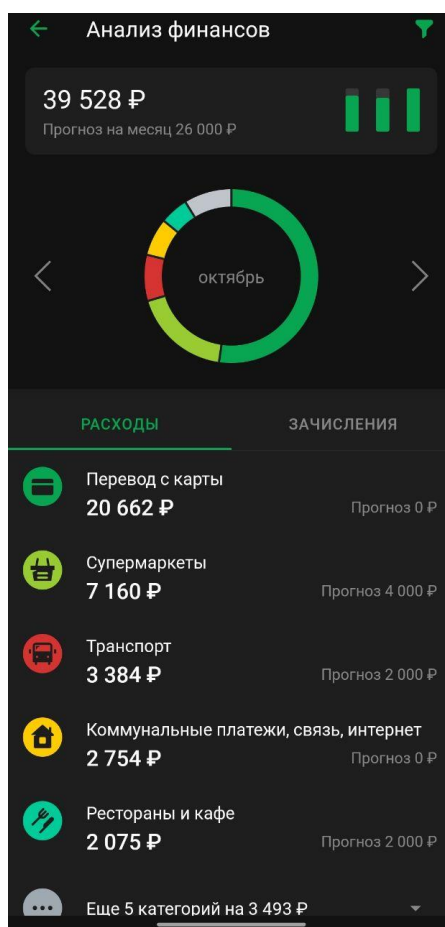 Анализ финансов
39 528 ₽
Прогноз на месяц 26 000 ₽
октябрь
РАСХОДЫ
ЗАЧИСЛЕНИЯ
Перевод с карты
20 662 ₽
Прогноз 0 ₽
Супермаркеты
7 160 ₽
Прогноз 4 000 ₽
Транспорт
3 384 ₽
Прогноз 2 000 ₽
Коммунальные платежи, связь, интернет
2 754 ₽
Прогноз 0 ₽
Рестораны и кафе
2 075 ₽
Прогноз 2 000 ₽
Еще 5 категорий на 3 493 ₽